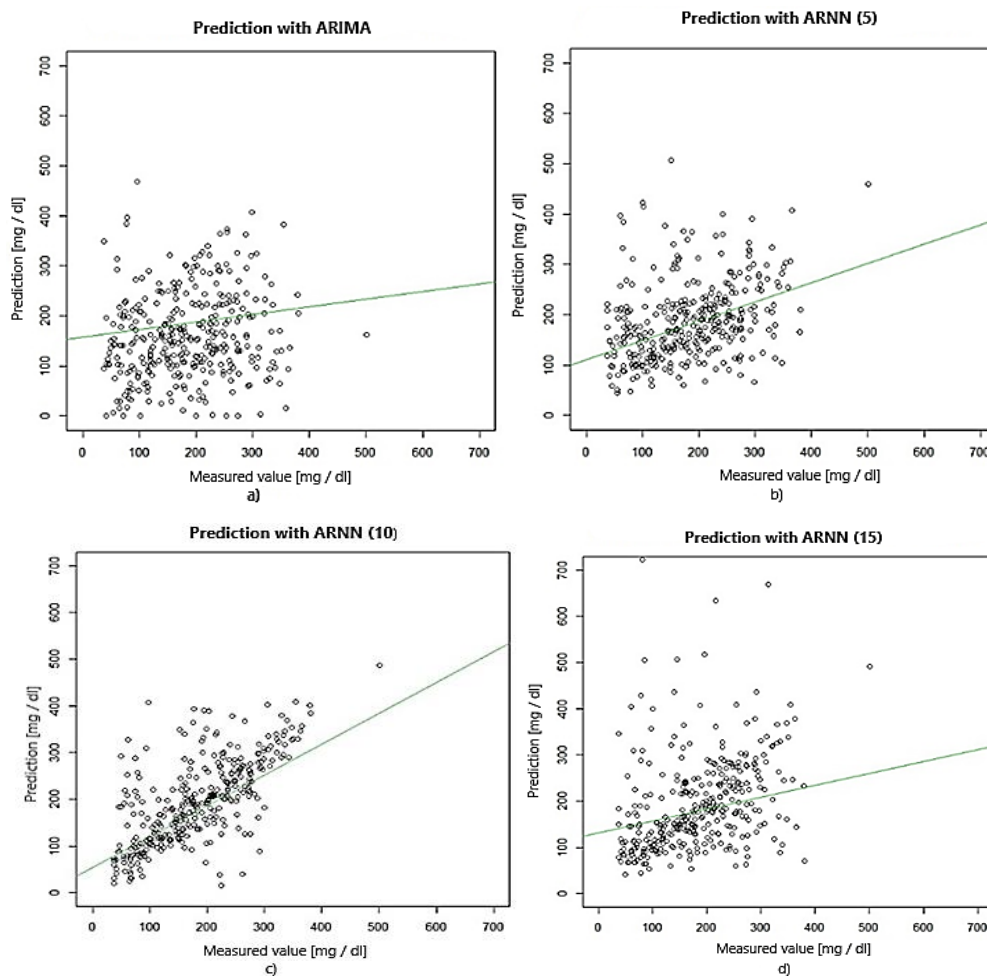 Prediction with ARIMA
Prediction [mg / dl]
700
600
500
400
300
200
100
0
0 100 200 300 400 500 600 700
Measured value [mg / dl]
a)
Prediction with ARNN (5)
Prediction [mg / dl]
700
600
500
400
300
200
100
0
0 100 200 300 400 500 600 700
Measured value [mg / dl]
b)
Prediction with ARNN (10)
Prediction [mg / dl]
700
600
500
400
300
200
100
0
0 100 200 300 400 500 600 700
Measured value [mg / dl]
c)
Prediction with ARNN (15)
Prediction [mg / dl]
700
600
500
400
300
200
100
0
0 100 200 300 400 500 600 700
Measured value [mg / dl]
d)